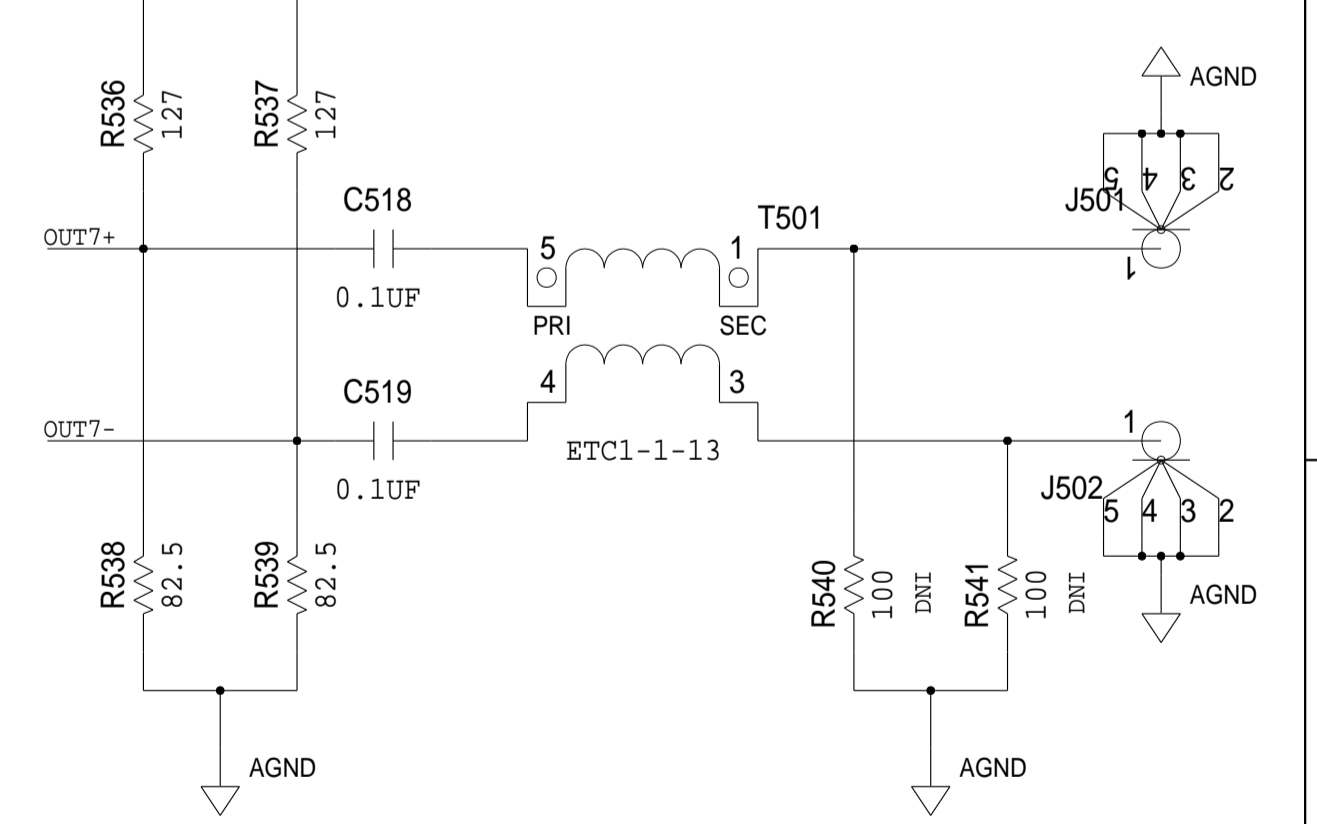 AGND
R536
127
R537
127
5
4
3
2
J501
C518
T501
OUT7+
5
1
1
0.1UF
PRI
SEC
C519
4
3
OUT7-
1
ETC1-1-13
0.1UF
J502
5
4
3
2
R538
82.5
R539
82.5
R540
100
DNI
R541
100
DNI
AGND
AGND
AGND